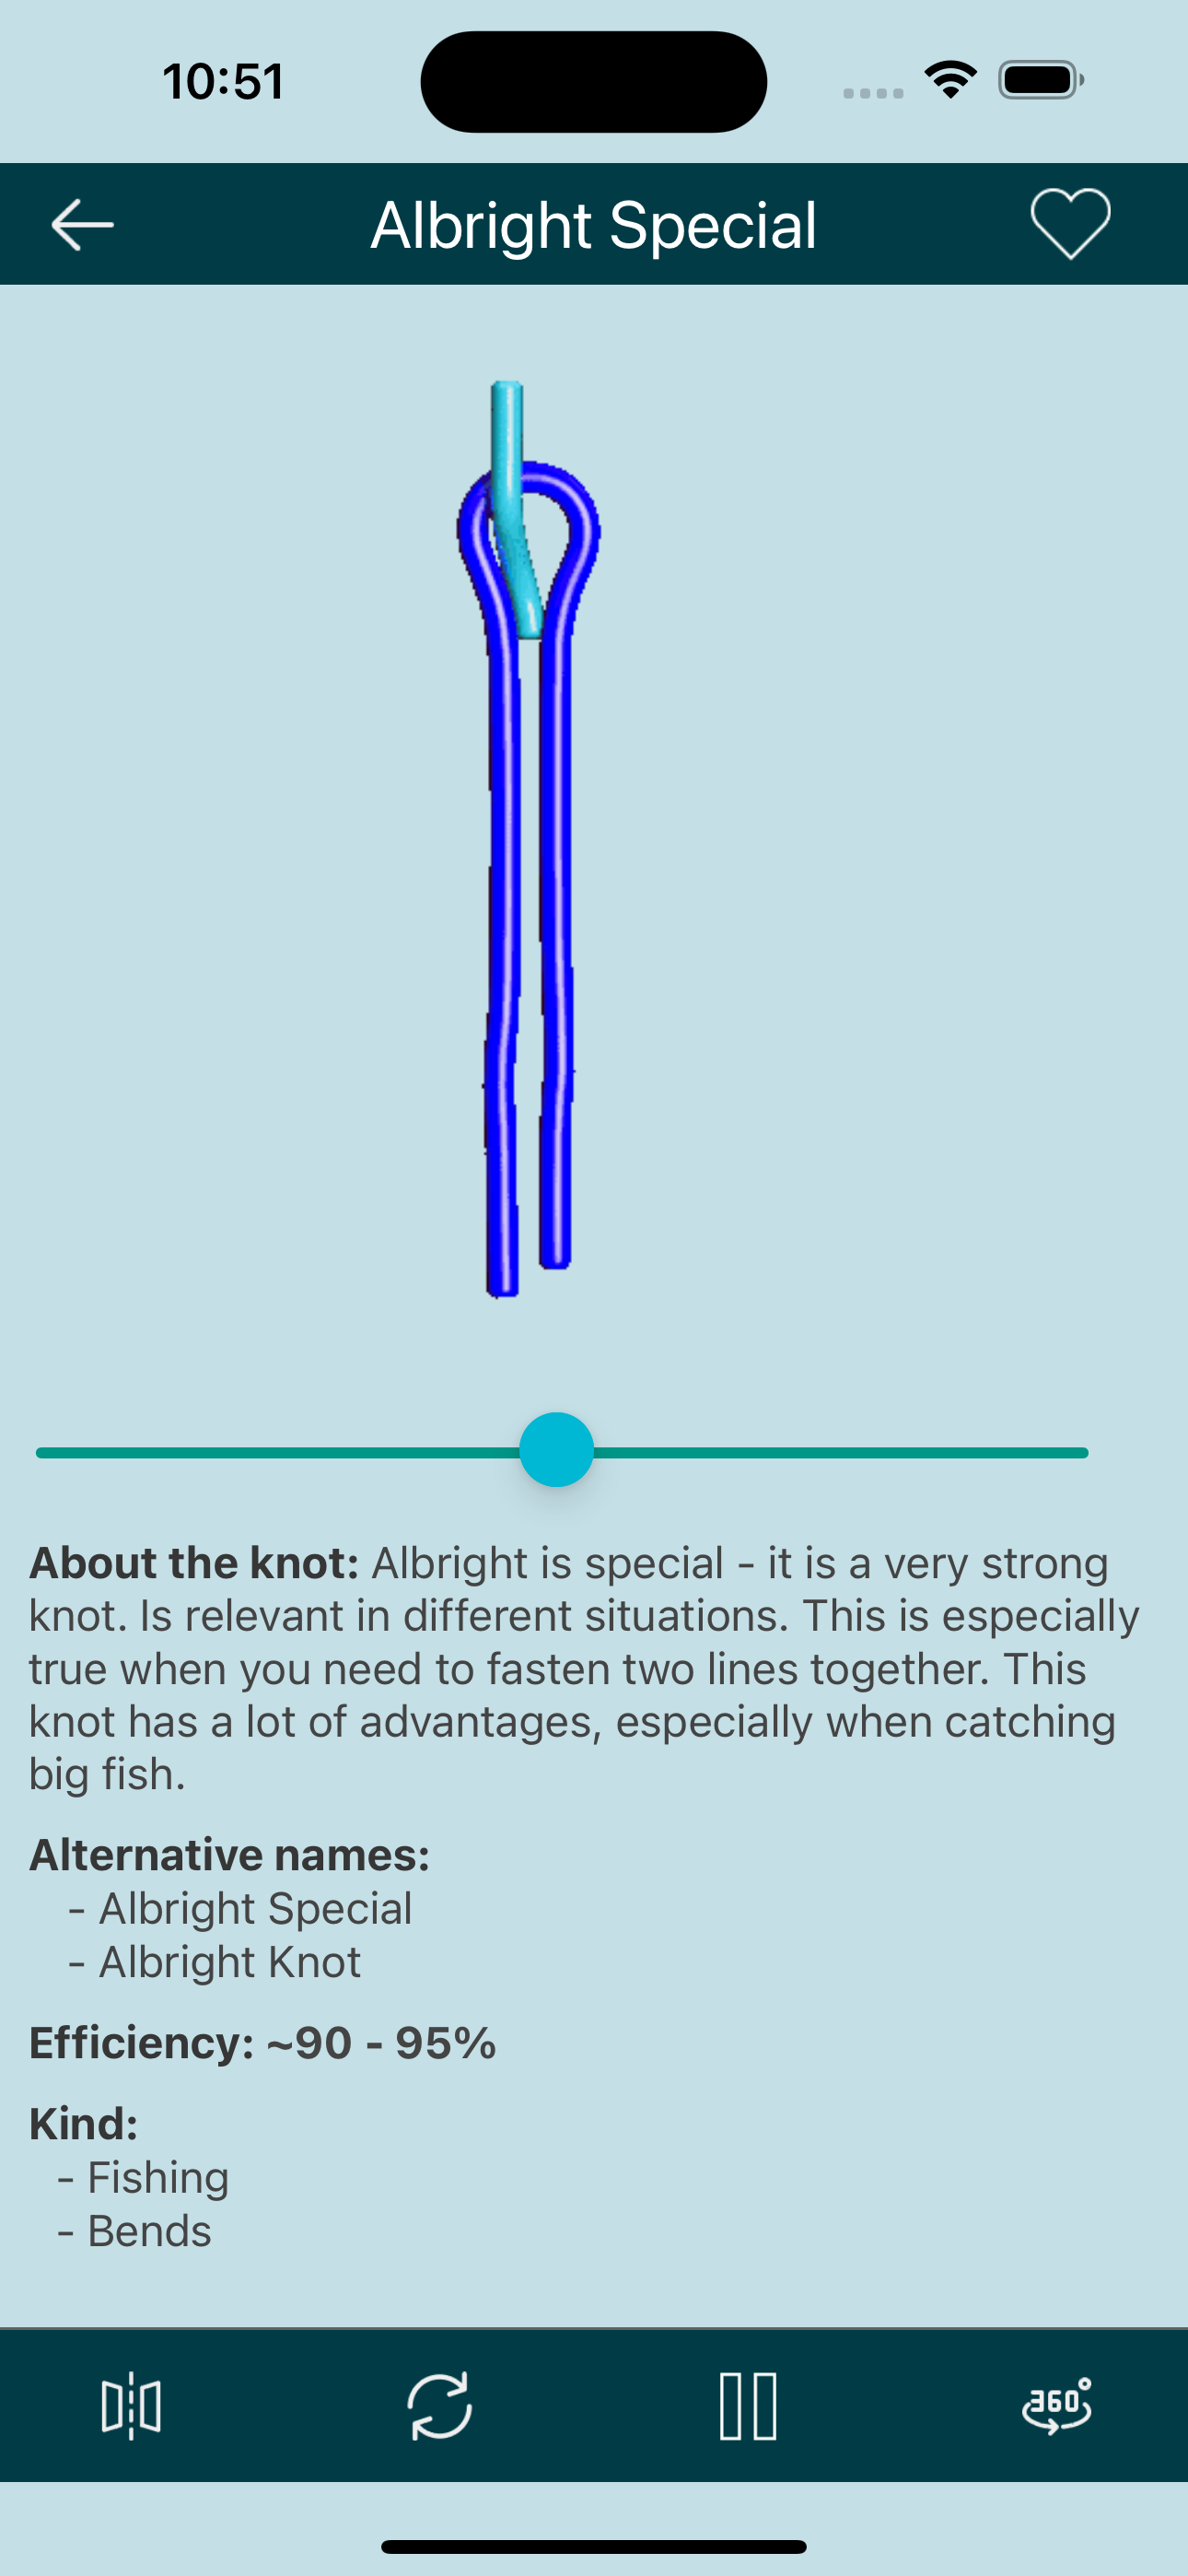 10:51
Albright Special
About the knot: Albright is special - it is a very strong
knot. Is relevant in different situations. This is especially
true when you need to fasten two lines together. This
knot has a lot of advantages, especially when catching
big fish.
Alternative names:
- Albright Special
- Albright Knot
Efficiency: ~90 - 95%
Kind:
- Fishing
- Bends
360°